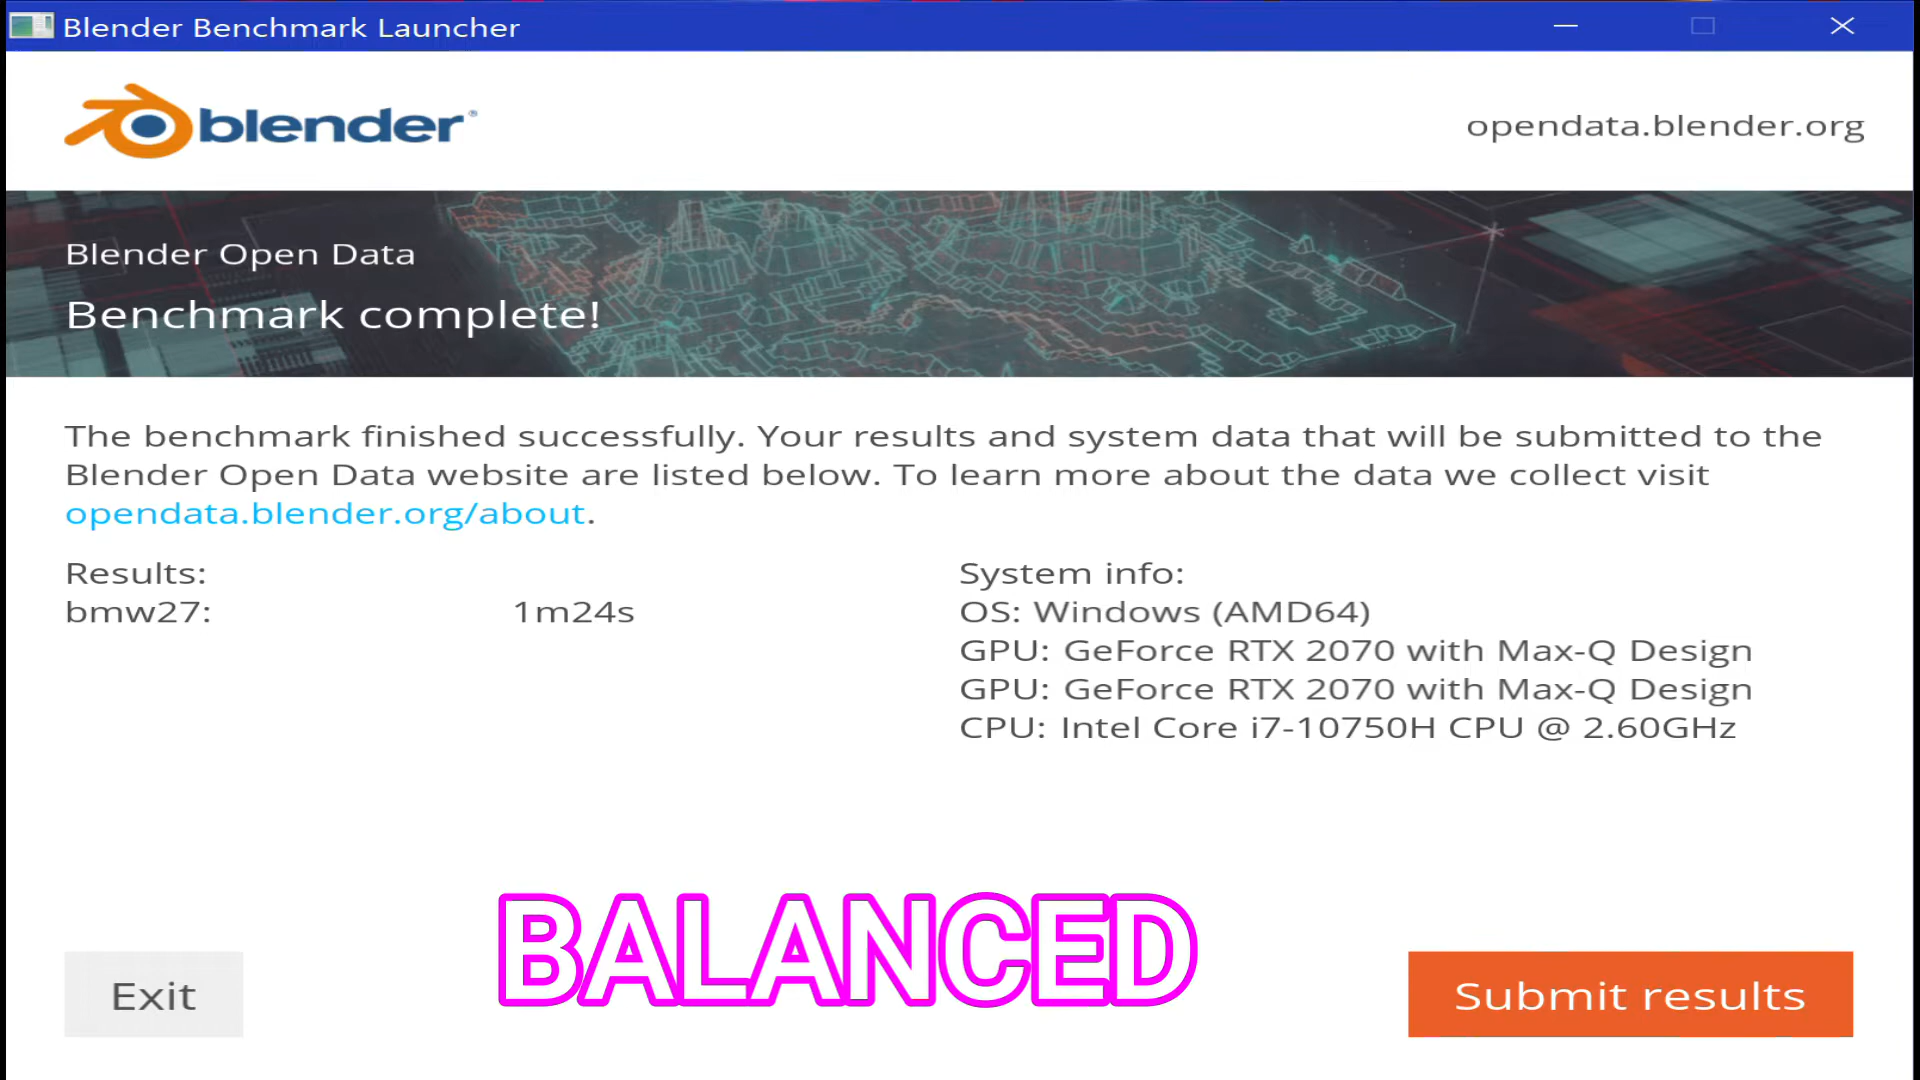 Blender Benchmark Launcher
blender®
opendata.blender.org
Blender Open Data
Benchmark complete!
The benchmark finished successfully. Your results and system data that will be submitted to the
Blender Open Data website are listed below. To learn more about the data we collect visit
opendata.blender.org/about.
Results:
bmw27: 1m24s
System info:
OS: Windows (AMD64)
GPU: GeForce RTX 2070 with Max-Q Design
GPU: GeForce RTX 2070 with Max-Q Design
CPU: Intel Core i7-10750H CPU @ 2.60GHz
BALANCED
Exit
Submit results